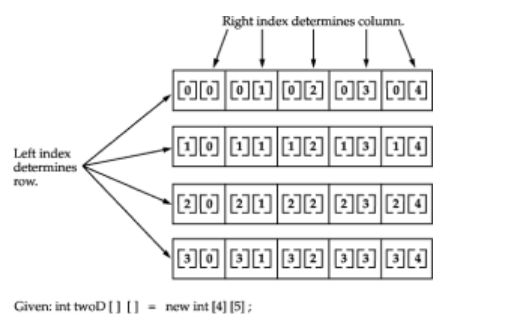 Right index determines column.
[0][0] [0][1] [0][2] [0][3] [0][4]
[1][0] [1][1] [1][2] [1][3] [1][4]
Left index
determines
row.
[2][0] [2][1] [2][2] [2][3] [2][4]
[3][0] [3][1] [3][2] [3][3] [3][4]
Given: int twoD [ ] [ ] = new int [4] [5] ;